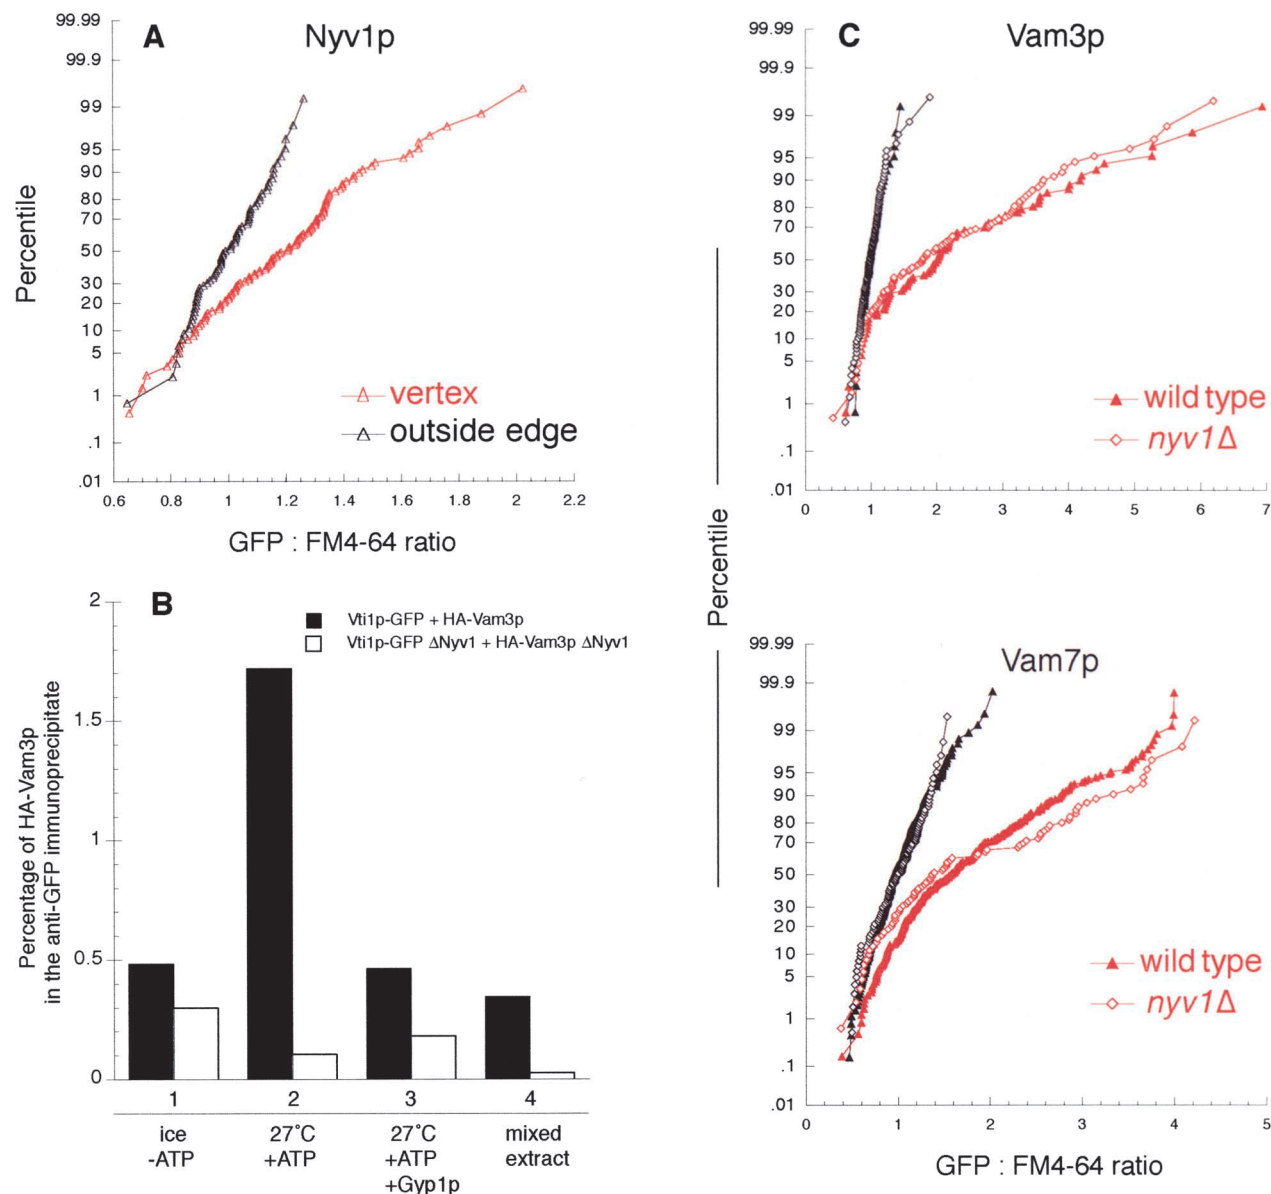 A
Nyv1p
99.99
99.9
99
95
90
80
70
50
30
20
10
5
1
.1
.01
Percentile
vertex
outside edge
0.6 0.8 1 1.2 1.4 1.6 1.8 2 2.2
GFP : FM4-64 ratio
B
2
1.5
1
0.5
0
Percentage of HA-Vam3p
in the anti-GFP immunoprecipitate
Vti1p-GFP + HA-Vam3p
Vti1p-GFP ΔNyv1 + HA-Vam3p ΔNyv1
1 2 3 4
ice 27˚C 27˚C mixed
-ATP +ATP +ATP extract
+Gyp1p
C
Vam3p
99.99
99.9
99
95
90
80
70
50
30
20
10
5
1
.1
.01
wild type
nyv1Δ
0 1 2 3 4 5 6 7
Percentile
Vam7p
99.99
99.9
99
95
90
80
70
50
30
20
10
5
1
.1
.01
wild type
nyv1Δ
0 1 2 3 4 5
GFP : FM4-64 ratio